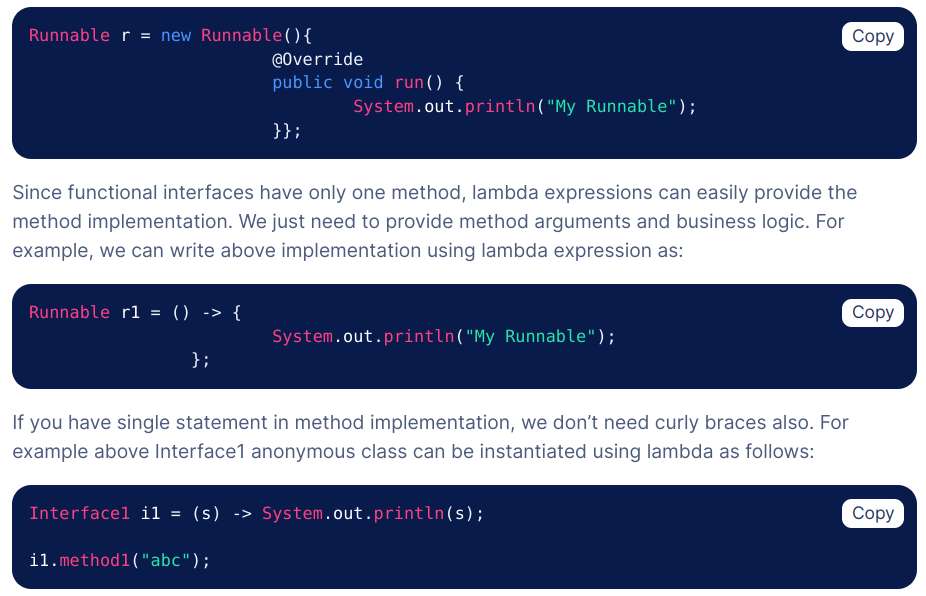 Runnable r = new Runnable(){
Copy
@Override
public void run() {
System.out.println("My Runnable");
}};
Since functional interfaces have only one method, lambda expressions can easily provide the
method implementation. We just need to provide method arguments and business logic. For
example, we can write above implementation using lambda expression as:
Runnable r1 = () -> {
Copy
System.out.println("My Runnable");
};
If you have single statement in method implementation, we don’t need curly braces also. For
example above Interface1 anonymous class can be instantiated using lambda as follows:
Interface1 i1 = (s) -> System.out.println(s);
Copy
i1.method1("abc");